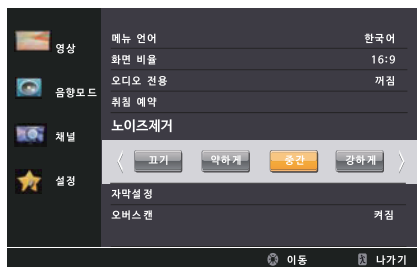 영상
음향모드
채널
설정
메뉴 언어 한국어
화면 비율 16:9
오디오 전용 꺼짐
취침 예약
노이즈제거
끄기 약하게 중간 강하게
자막설정
오버스캔 켜짐
이동 나가기